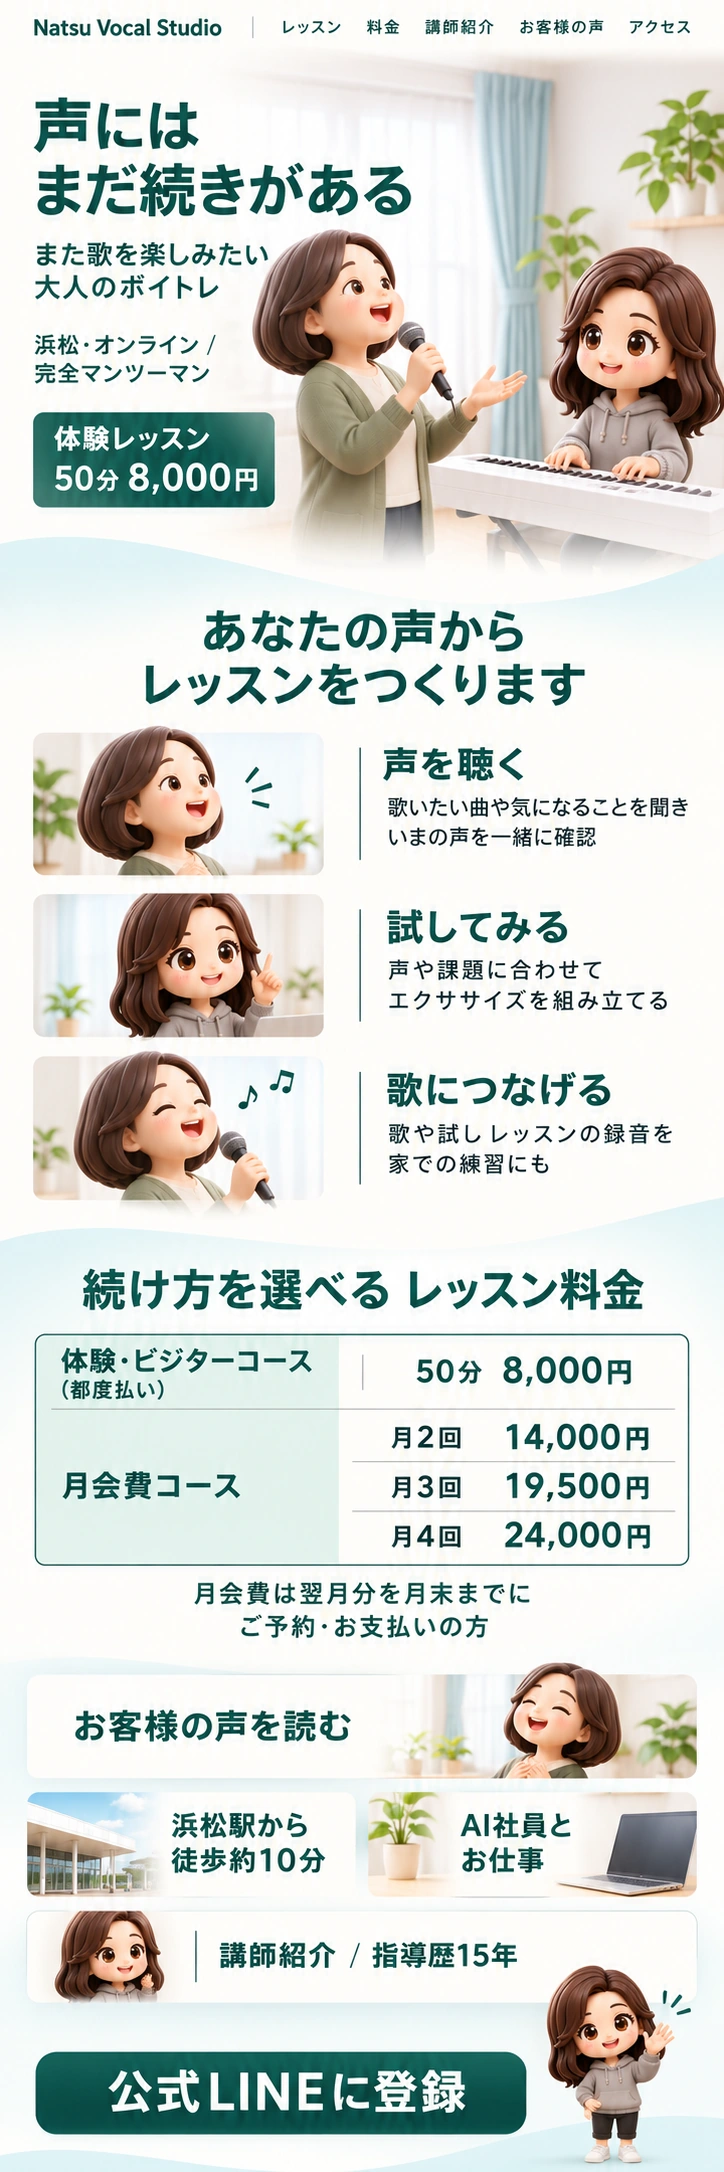 Natsu Vocal Studio
レッスン 料金 講師紹介 お客様の声 アクセス
声には
まだ続きがある
また歌を楽しみたい
大人のボイトレ
浜松・オンライン /
完全マンツーマン
体験レッスン
50分 8,000円
あなたの声から
レッスンをつくります
声を聴く
歌いたい曲や気になることを聞き
いまの声を一緒に確認
試してみる
声や課題に合わせて
エクササイズを組み立てる
歌につなげる
歌や試しレッスンの録音を
家での練習にも
続け方を選べる レッスン料金
体験・ビジターコース
(都度払い)
50分 8,000円
月会費コース
月2回 14,000円
月3回 19,500円
月4回 24,000円
月会費は翌月分を月末までに
ご予約・お支払いの方
お客様の声を読む
浜松駅から
徒歩約10分
AI社員と
お仕事
講師紹介 / 指導歴15年
公式LINEに登録